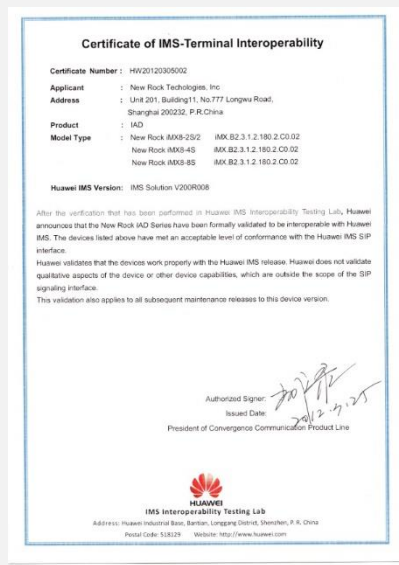 Certificate of IMS-Terminal Interoperability
Certificate Number : HW20120305002
Applicant : New Rock Techologies, Inc
Address : Unit 201, Building11, No.777 Longwu Road,
Shanghai 200232, P.R.China
Product : IAD
Model Type : New Rock iMX8-2S/2 iMX.B2.3.1.2.180.2.C0.02
New Rock iMX8-4S iMX.B2.3.1.2.180.2.C0.02
New Rock iMX8-8S iMX.B2.3.1.2.180.2.C0.02
Huawei IMS Version: IMS Solution V200R008
After the verification that has been performed in Huawei IMS Interoperability Testing Lab, Huawei
announces that the New Rock IAD Series have been formally validated to be interoperable with Huawei
IMS. The devices listed above have met an acceptable level of conformance with the Huawei IMS SIP
interface.
Huawei validates that the devices work properly with the Huawei IMS release. Huawei does not validate
qualitative aspects of the device or other device capabilities, which are outside the scope of the SIP
signaling interface.
This validation also applies to all subsequent maintenance releases to this device version.
Authorized Signer:
Issued Date:
President of Convergence Communication Product Line
HUAWEI
IMS Interoperability Testing Lab
Address: Huawei Industrial Base, Bantian, Longgang District, Shenzhen, P. R. China
Postal Code: 518129 Website: http://www.huawei.com